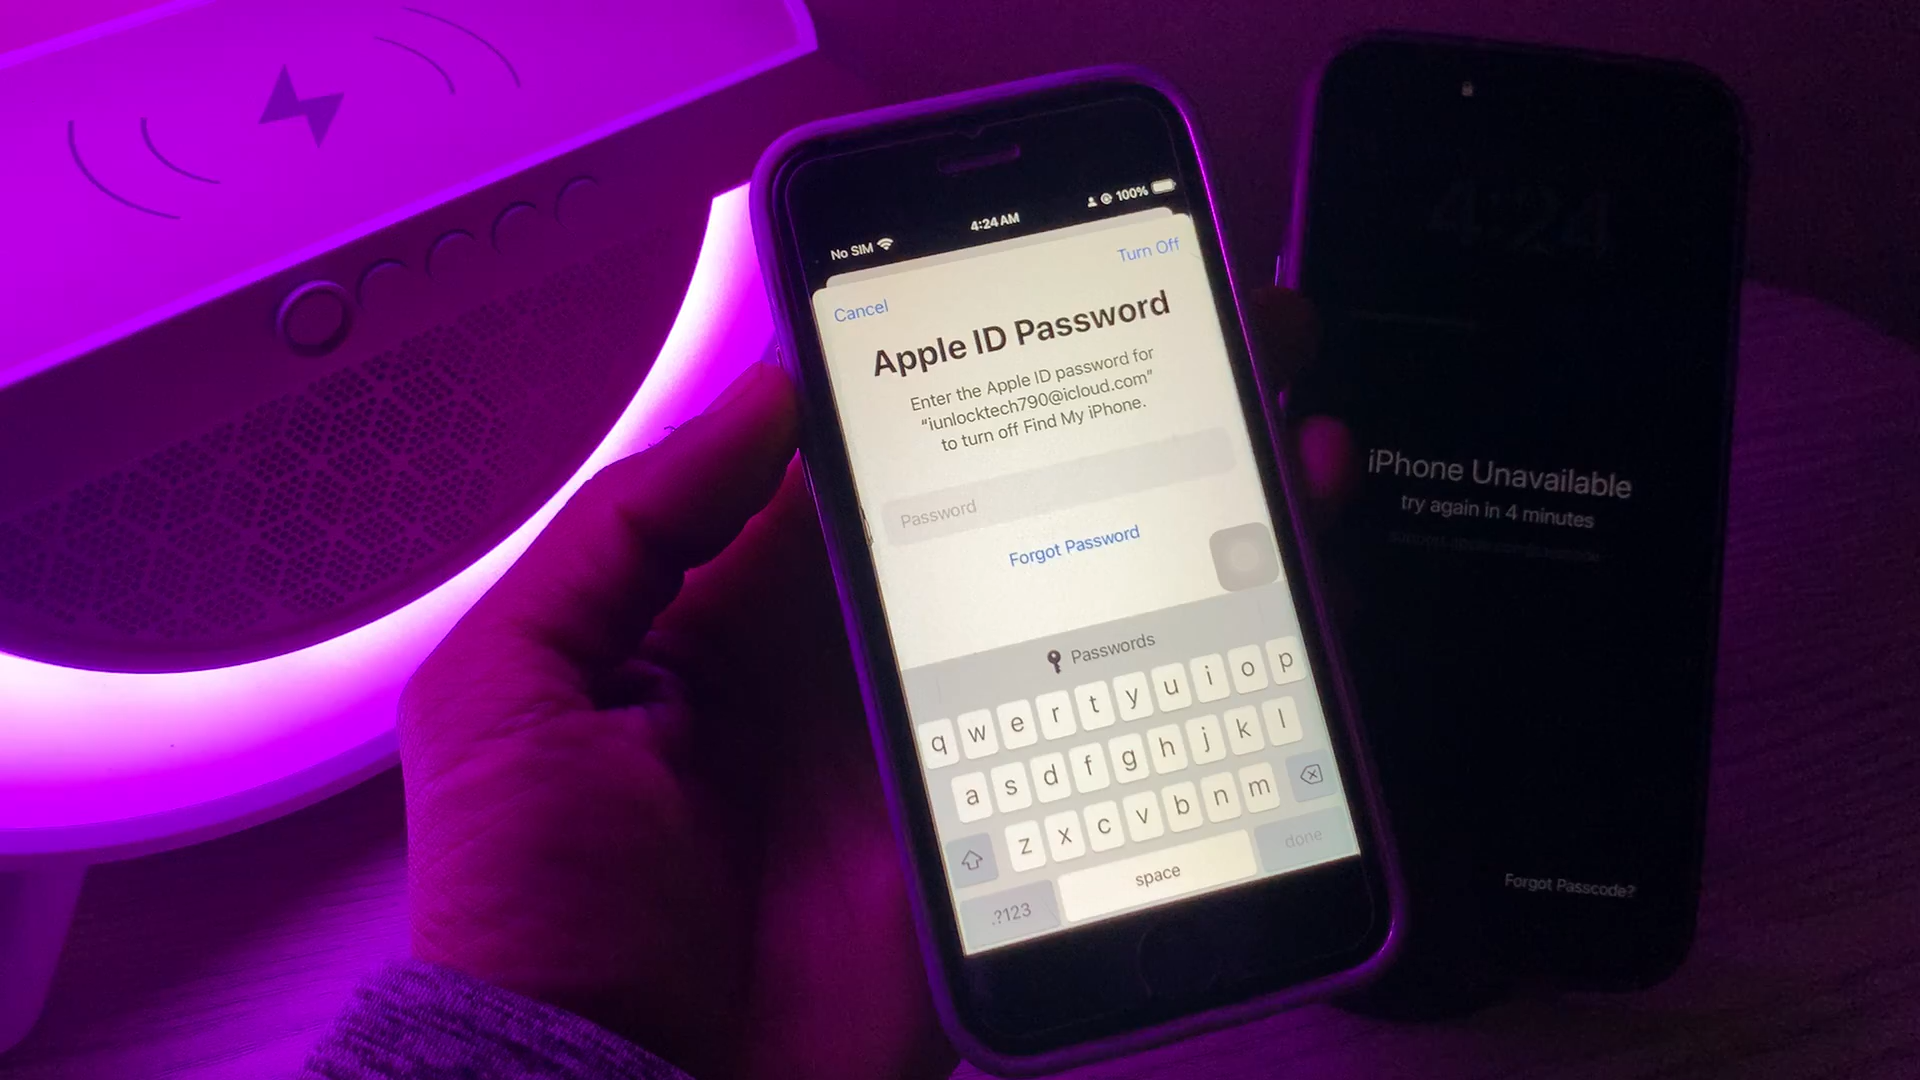 No SIM
4:24 AM
100%
Cancel
Turn Off
Apple ID Password
Enter the Apple ID password for
“iunlocktech790@icloud.com”
to turn off Find My iPhone.
Password
Forgot Password
Passwords
q w e r t y u i o p
a s d f g h j k l
z x c v b n m
.?123
space
done
4:24
iPhone Unavailable
try again in 4 minutes
Forgot Passcode?